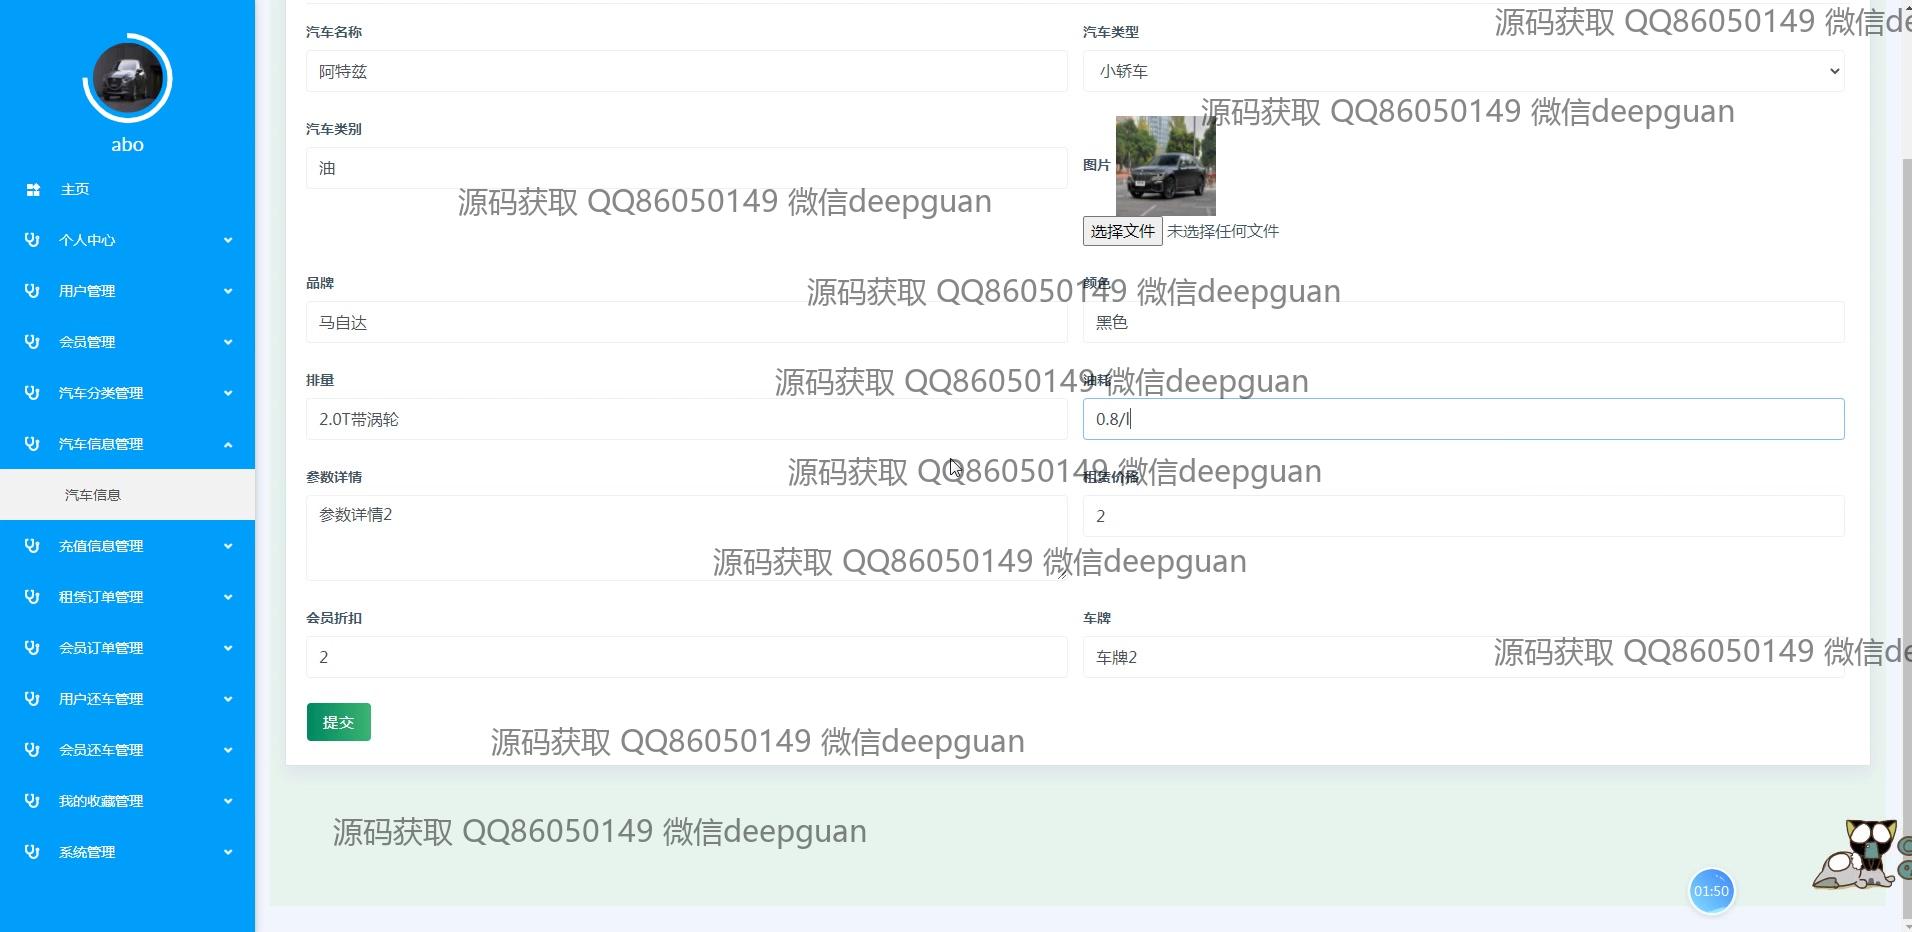 abo
主页
个人中心
用户管理
会员管理
汽车分类管理
汽车信息管理
汽车信息
充值信息管理
租赁订单管理
会员订单管理
用户还车管理
会员还车管理
我的收藏管理
系统管理
源码获取 QQ86050149 微信de
汽车名称
汽车类型
阿特兹
小轿车
源码获取 QQ86050149 微信deepguan
汽车类别
图片
油
源码获取 QQ86050149 微信deepguan
选择文件 未选择任何文件
品牌
颜色
源码获取 QQ86050149 微信deepguan
马自达
黑色
排量
油耗
源码获取 QQ86050149 微信deepguan
2.0T带涡轮
0.8/l
参数详情
租赁价格
源码获取 QQ86050149 微信deepguan
参数详情2
2
源码获取 QQ86050149 微信deepguan
会员折扣
车牌
2
车牌2
源码获取 QQ86050149 微信de
提交
源码获取 QQ86050149 微信deepguan
源码获取 QQ86050149 微信deepguan
01:50